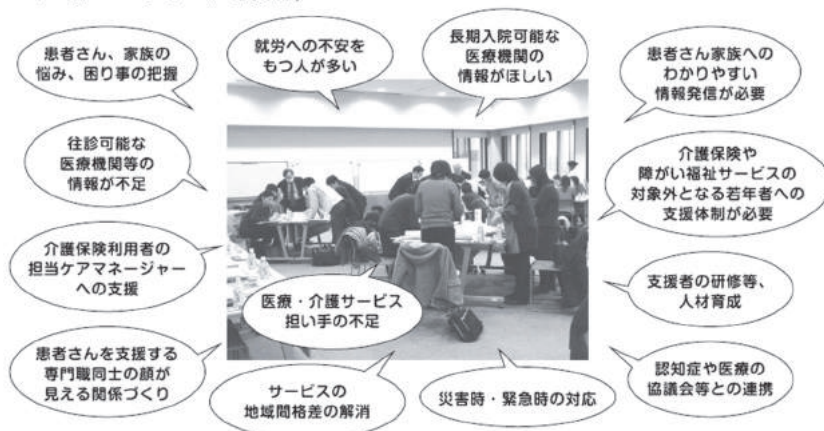 患者さん、家族の
悩み、困り事の把握
就労への不安を
もつ人が多い
長期入院可能な
医療機関の
情報がほしい
患者さん家族への
わかりやすい
情報発信が必要
往診可能な
医療機関等の
情報が不足
介護保険や
障がい福祉サービスの
対象外となる若年者への
支援体制が必要
介護保険利用者の
担当ケアマネージャー
への支援
医療・介護サービス
担い手の不足
支援者の研修等、
人材育成
患者さんを支援する
専門職同士の顔が
見える関係づくり
サービスの
地域間格差の解消
災害時・緊急時の対応
認知症や医療の
協議会等との連携